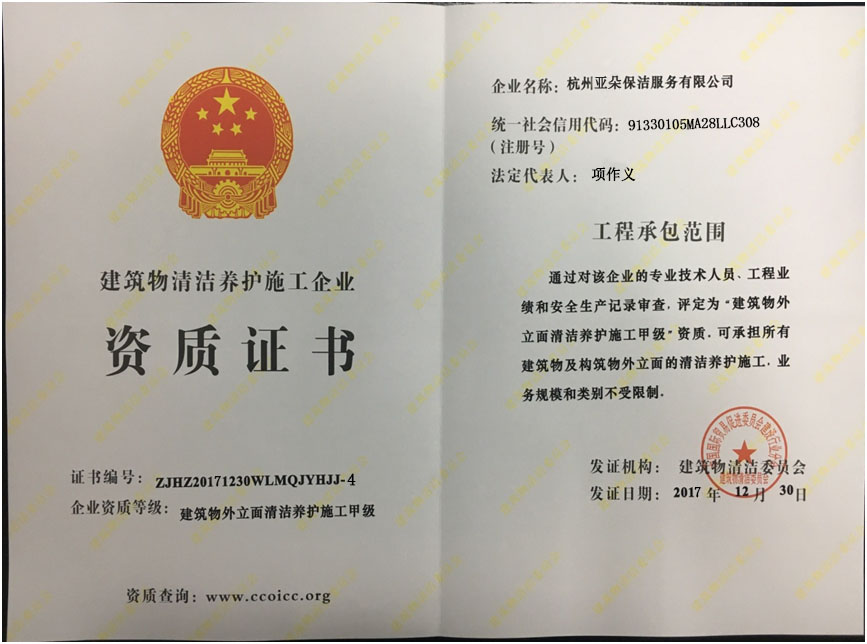 建筑物清洁养护施工企业
资质证书
证书编号：ZJHZ20171230WLMQJYHJJ-4
企业资质等级：建筑物外立面清洁养护施工甲级
资质查询：www.ccoicc.org
企业名称：杭州亚朵保洁服务有限公司
统一社会信用代码：91330105MA28LLC308
(注册号)
法定代表人：项作义
工程承包范围
通过对该企业的专业技术人员、工程业
绩和安全生产记录审查，评定为“建筑物外
立面清洁养护施工甲级”资质，可承担所有
建筑物及构筑物外立面的清洁养护施工，业
务规模和类别不受限制。
发证机构：建筑物清洁委员会
发证日期：2017年12月30日
建筑物清洁委员会